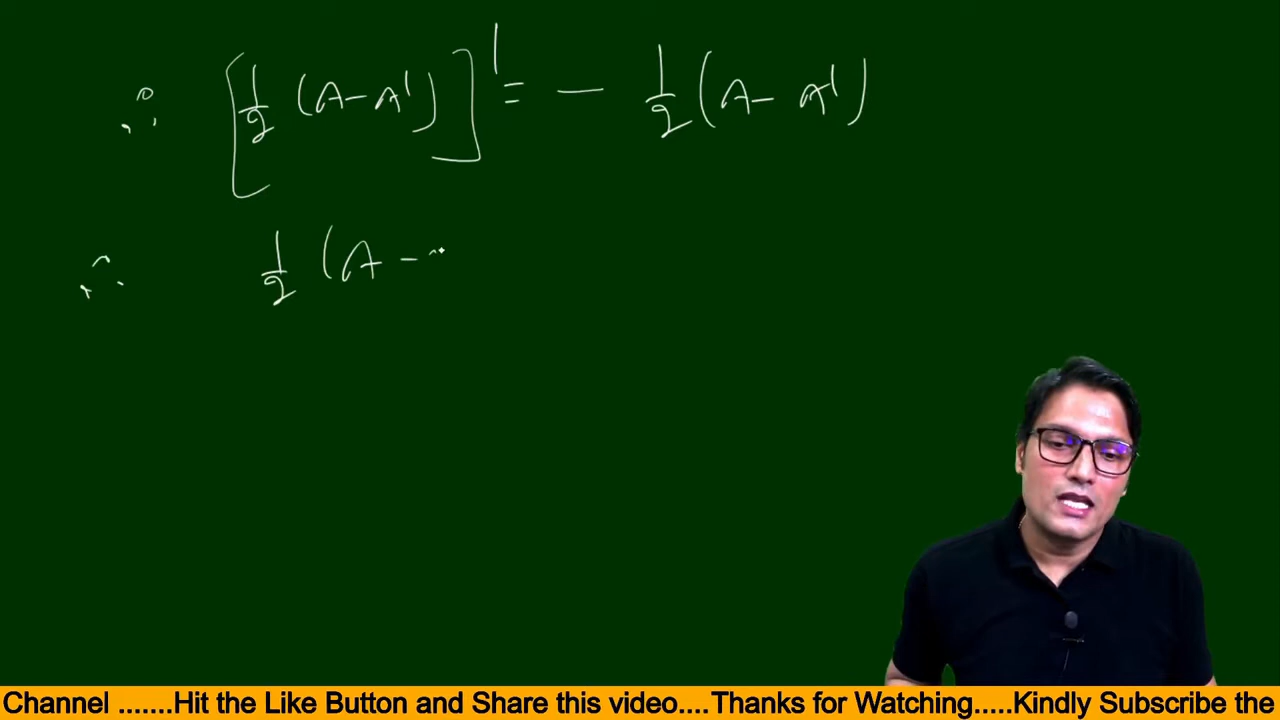 ∴ [1/2 (A - A')]' = - 1/2 (A - A')
∴ 1/2 (A -
Channel .......Hit the Like Button and Share this video....Thanks for Watching.....Kindly Subscribe the